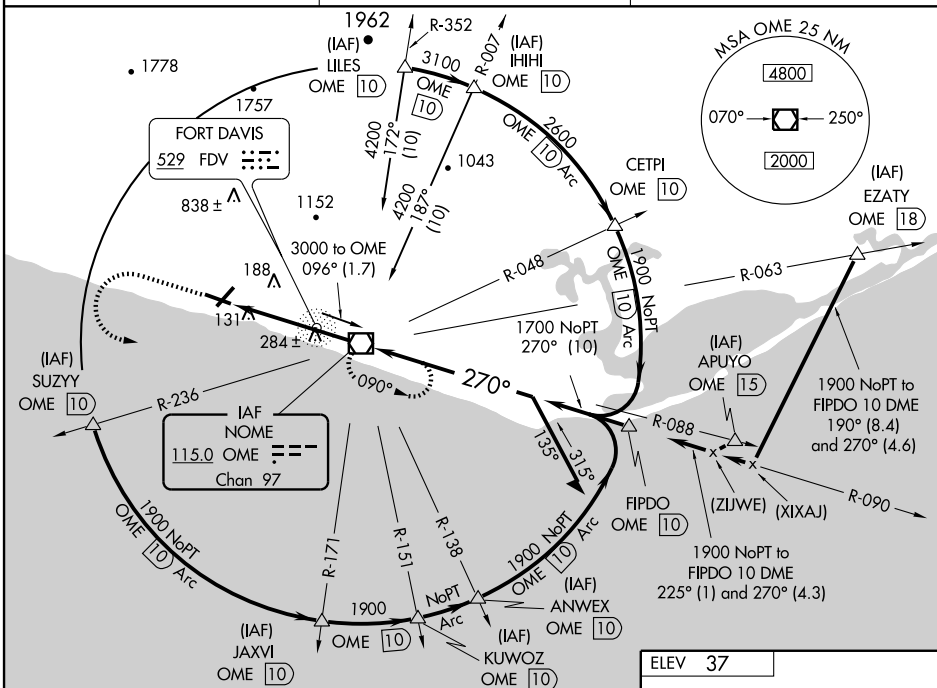 1962
R-352
R-007
(IAF)
LILES
OME 10
3100
OME
10
(IAF)
IHIHI
OME 10
MSA OME 25 NM
4800
070°
250°
2000
1778
1757
FORT DAVIS
529 FDV
838 ±
1152
4200
172°
(10)
4200
187°
(10)
1043
OME 10 Arc
2600
CETPI
OME 10
(IAF)
EZATY
OME 18
3000 to OME
096° (1.7)
188
131
284 ±
R-048
R-063
OME 10 Arc
1900 NoPT
1700 NoPT
270° (10)
(IAF)
APUYO
OME 15
1900 NoPT to
FIPDO 10 DME
190° (8.4)
and 270° (4.6)
(IAF)
SUZYY
OME 10
R-236
090°
270°
IAF
NOME
115.0 OME
Chan 97
135°
315°
R-088
FIPDO
OME 10
(ZIJWE)
(XIXAJ)
R-090
1900 NoPT to
FIPDO 10 DME
225° (1) and 270° (4.3)
1900 NoPT
OME 10 Arc
R-171
R-151
R-138
1900 NoPT
OME 10 Arc
1900
OME 10
NoPT
Arc
(IAF)
JAXVI
OME 10
(IAF)
KUWOZ
OME 10
(IAF)
ANWEX
OME 10
ELEV 37